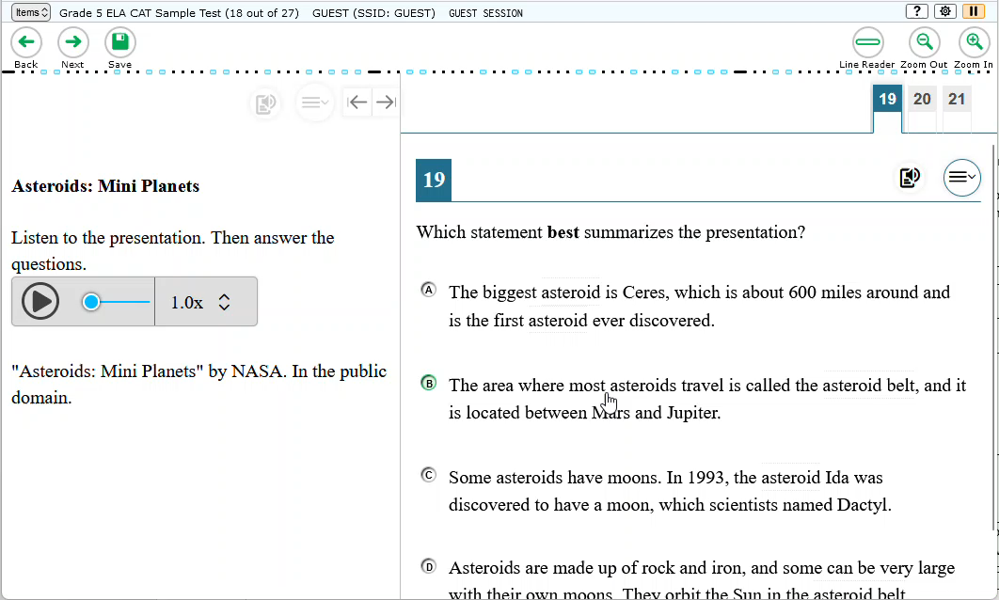 Items Grade 5 ELA CAT Sample Test (18 out of 27) GUEST (SSID: GUEST) GUEST SESSION ?
Back Next Save Line Reader Zoom Out Zoom In
19 20 21
Asteroids: Mini Planets
Listen to the presentation. Then answer the
questions.
1.0x
"Asteroids: Mini Planets" by NASA. In the public
domain.
19
Which statement best summarizes the presentation?
A The biggest asteroid is Ceres, which is about 600 miles around and
is the first asteroid ever discovered.
B The area where most asteroids travel is called the asteroid belt, and it
is located between Mars and Jupiter.
C Some asteroids have moons. In 1993, the asteroid Ida was
discovered to have a moon, which scientists named Dactyl.
D Asteroids are made up of rock and iron, and some can be very large
with their own moons. They orbit the Sun in the asteroid belt